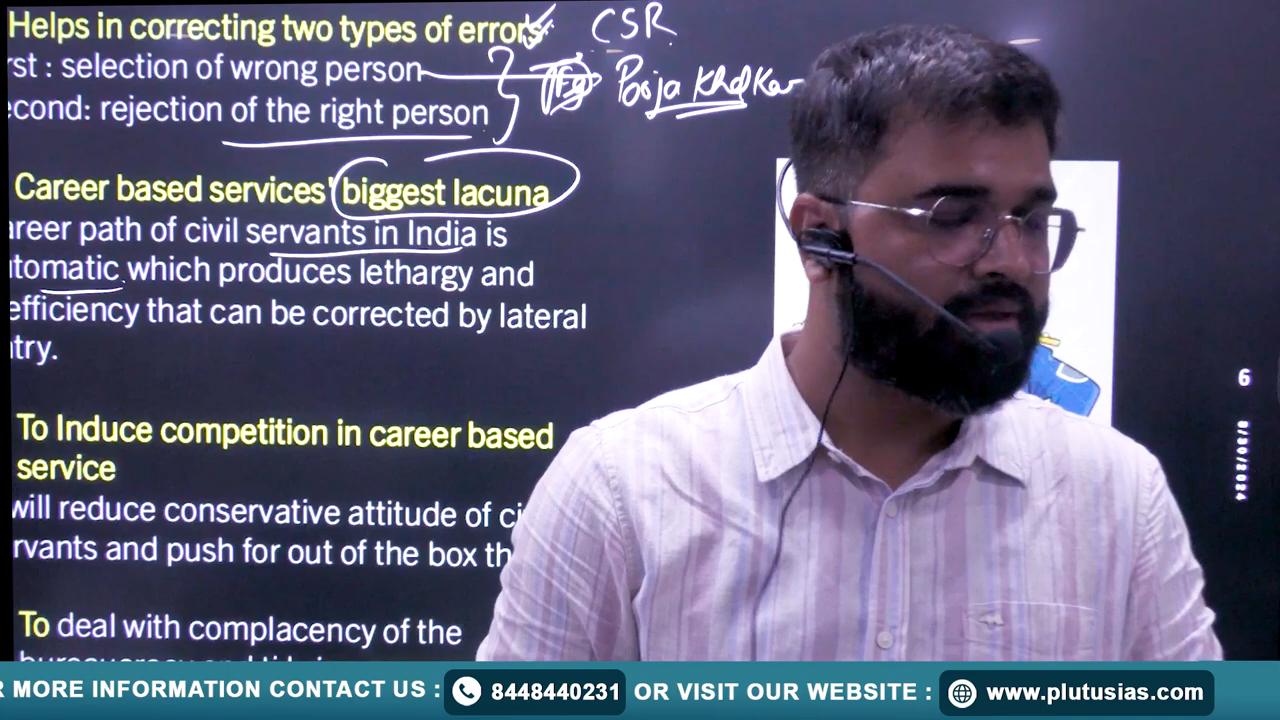 Helps in correcting two types of errors
CSR
rst : selection of wrong person
Eg
Pooja Khedkar
econd: rejection of the right person
Career based services' biggest lacuna
areer path of civil servants in India is
tomatic which produces lethargy and
efficiency that can be corrected by lateral
ntry.
To Induce competition in career based
service
will reduce conservative attitude of ci
rvants and push for out of the box th
To deal with complacency of the
6
8/30/2024
R MORE INFORMATION CONTACT US : 8448440231 OR VISIT OUR WEBSITE : www.plutusias.com